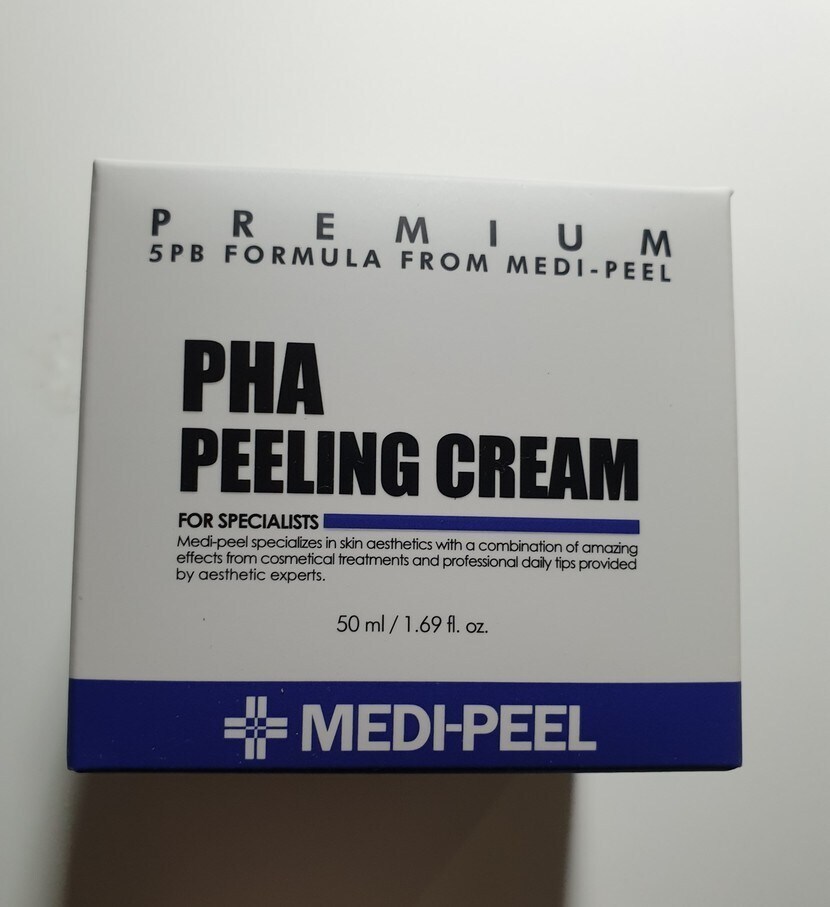 PREMIUM
5PB FORMULA FROM MEDI-PEEL
PHA
PEELING CREAM
FOR SPECIALISTS
Medi-peel specializes in skin aesthetics with a combination of amazing
effects from cosmetical treatments and professional daily tips provided
by aesthetic experts.
50 ml / 1.69 fl. oz.
MEDI-PEEL